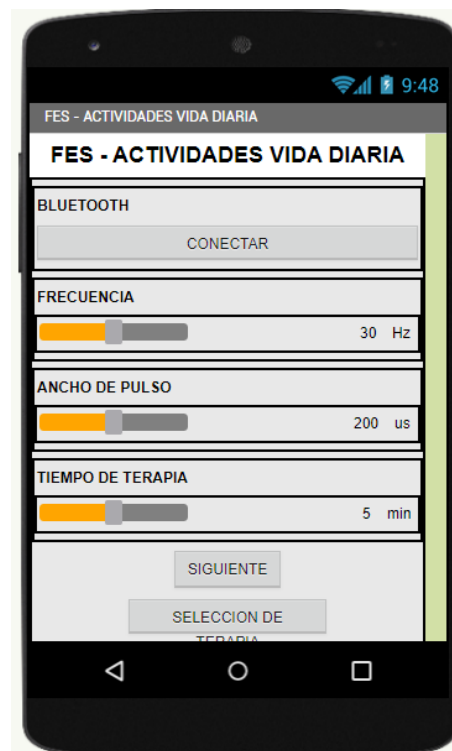 9:48
FES - ACTIVIDADES VIDA DIARIA
FES - ACTIVIDADES VIDA DIARIA
BLUETOOTH
CONECTAR
FRECUENCIA
30 Hz
ANCHO DE PULSO
200 us
TIEMPO DE TERAPIA
5 min
SIGUIENTE
SELECCION DE
TERAPIA